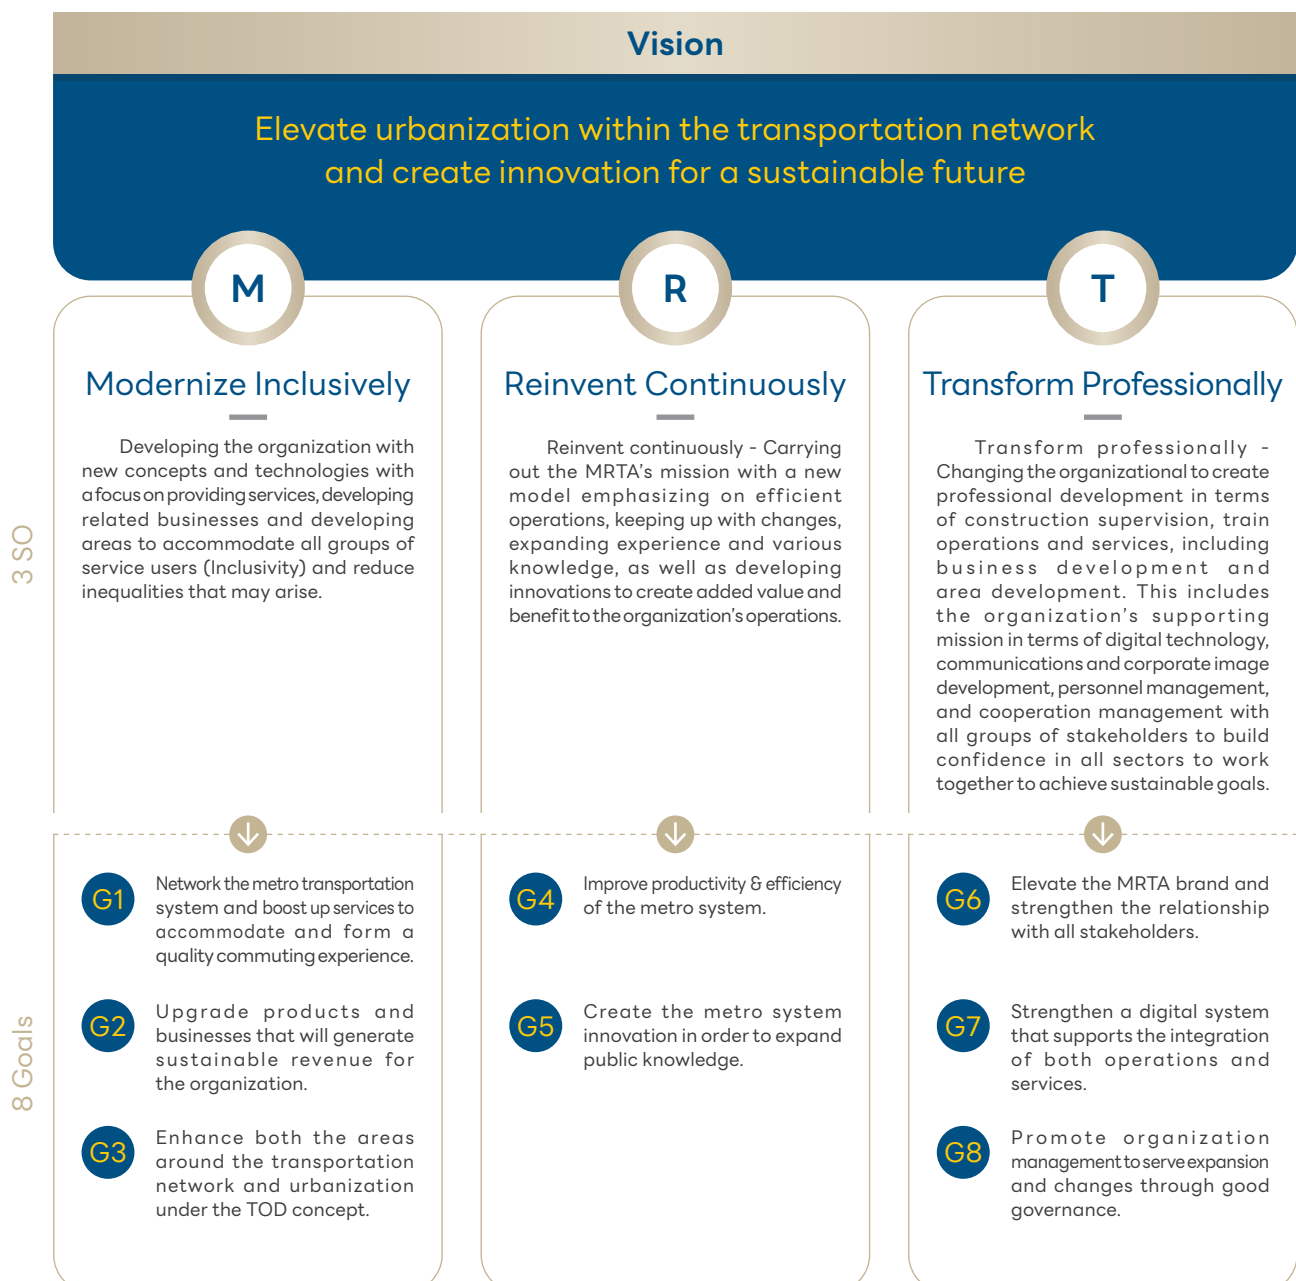 Vision
Elevate urbanization within the transportation network
and create innovation for a sustainable future
M
R
T
3 SO
Modernize Inclusively
Developing the organization with
new concepts and technologies with
a focus on providing services, developing
related businesses and developing
areas to accommodate all groups of
service users (Inclusivity) and reduce
inequalities that may arise.
Reinvent Continuously
Reinvent continuously - Carrying
out the MRTA's mission with a new
model emphasizing on efficient
operations, keeping up with changes,
expanding experience and various
knowledge, as well as developing
innovations to create added value and
benefit to the organization's operations.
Transform Professionally
Transform professionally -
Changing the organizational to create
professional development in terms
of construction supervision, train
operations and services, including
business development and
area development. This includes
the organization's supporting
mission in terms of digital technology,
communications and corporate image
development, personnel management,
and cooperation management with
all groups of stakeholders to build
confidence in all sectors to work
together to achieve sustainable goals.
8 Goals
G1
Network the metro transportation
system and boost up services to
accommodate and form a
quality commuting experience.
G2
Upgrade products and
businesses that will generate
sustainable revenue for
the organization.
G3
Enhance both the areas
around the transportation
network and urbanization
under the TOD concept.
G4
Improve productivity & efficiency
of the metro system.
G5
Create the metro system
innovation in order to expand
public knowledge.
G6
Elevate the MRTA brand and
strengthen the relationship
with all stakeholders.
G7
Strengthen a digital system
that supports the integration
of both operations and
services.
G8
Promote organization
management to serve expansion
and changes through good
governance.